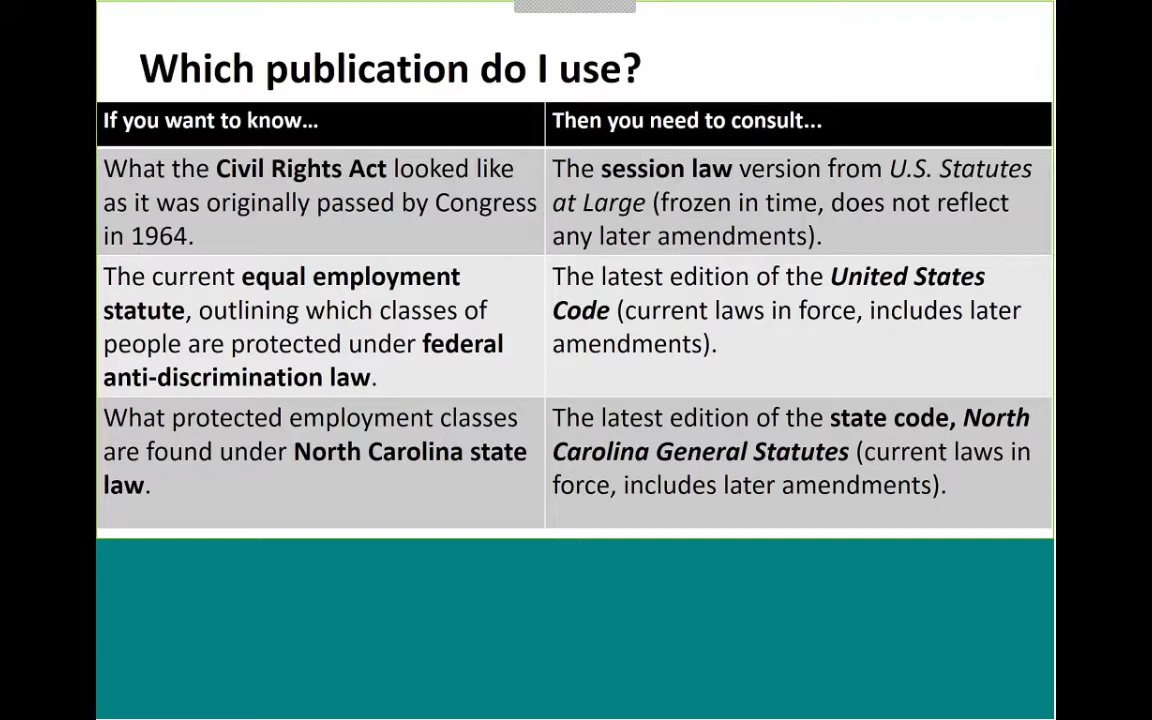 Which publication do I use?
If you want to know...
Then you need to consult...
What the Civil Rights Act looked like
as it was originally passed by Congress
in 1964.
The session law version from U.S. Statutes
at Large (frozen in time, does not reflect
any later amendments).
The current equal employment
statute, outlining which classes of
people are protected under federal
anti-discrimination law.
The latest edition of the United States
Code (current laws in force, includes later
amendments).
What protected employment classes
are found under North Carolina state
law.
The latest edition of the state code, North
Carolina General Statutes (current laws in
force, includes later amendments).